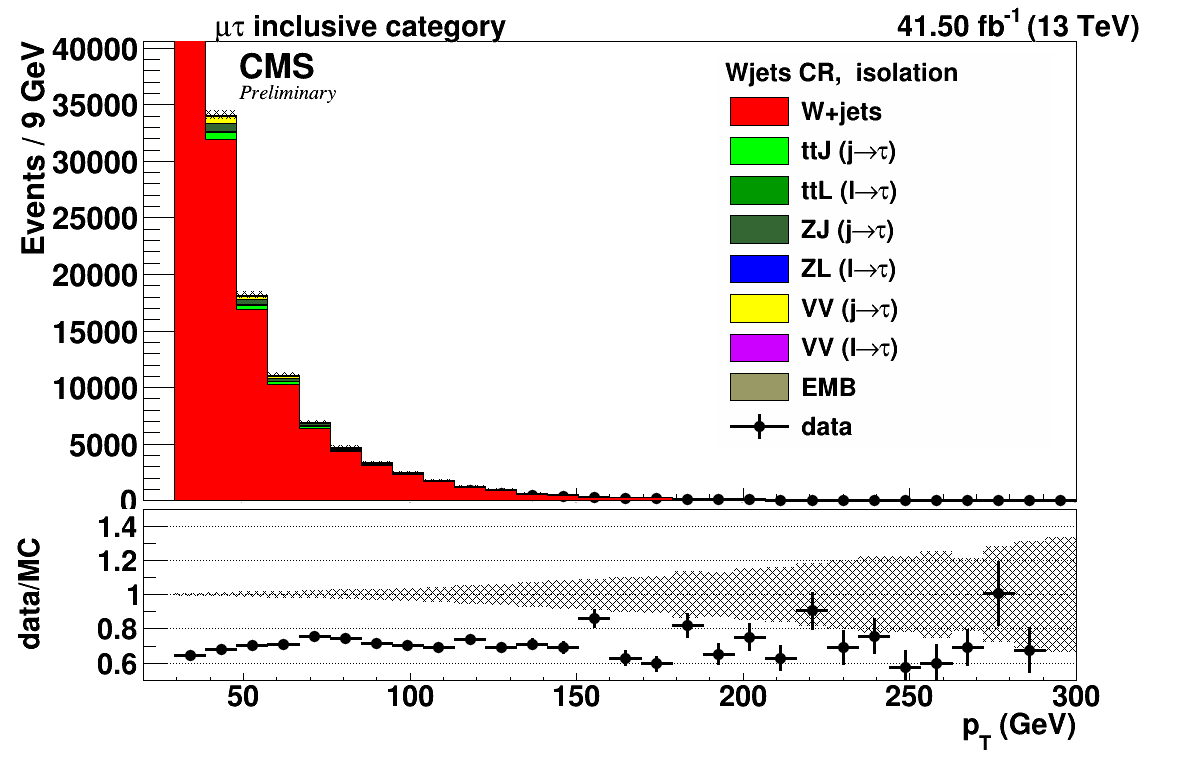 μτ inclusive category
41.50 fb-1 (13 TeV)
CMS
Preliminary
Events / 9 GeV
40000
35000
30000
25000
20000
15000
10000
5000
0
Wjets CR, isolation
W+jets
ttJ (j→τ)
ttL (l→τ)
ZJ (j→τ)
ZL (l→τ)
VV (j→τ)
VV (l→τ)
EMB
data
data/MC
1.4
1.2
1
0.8
0.6
50 100 150 200 250 300
pT (GeV)